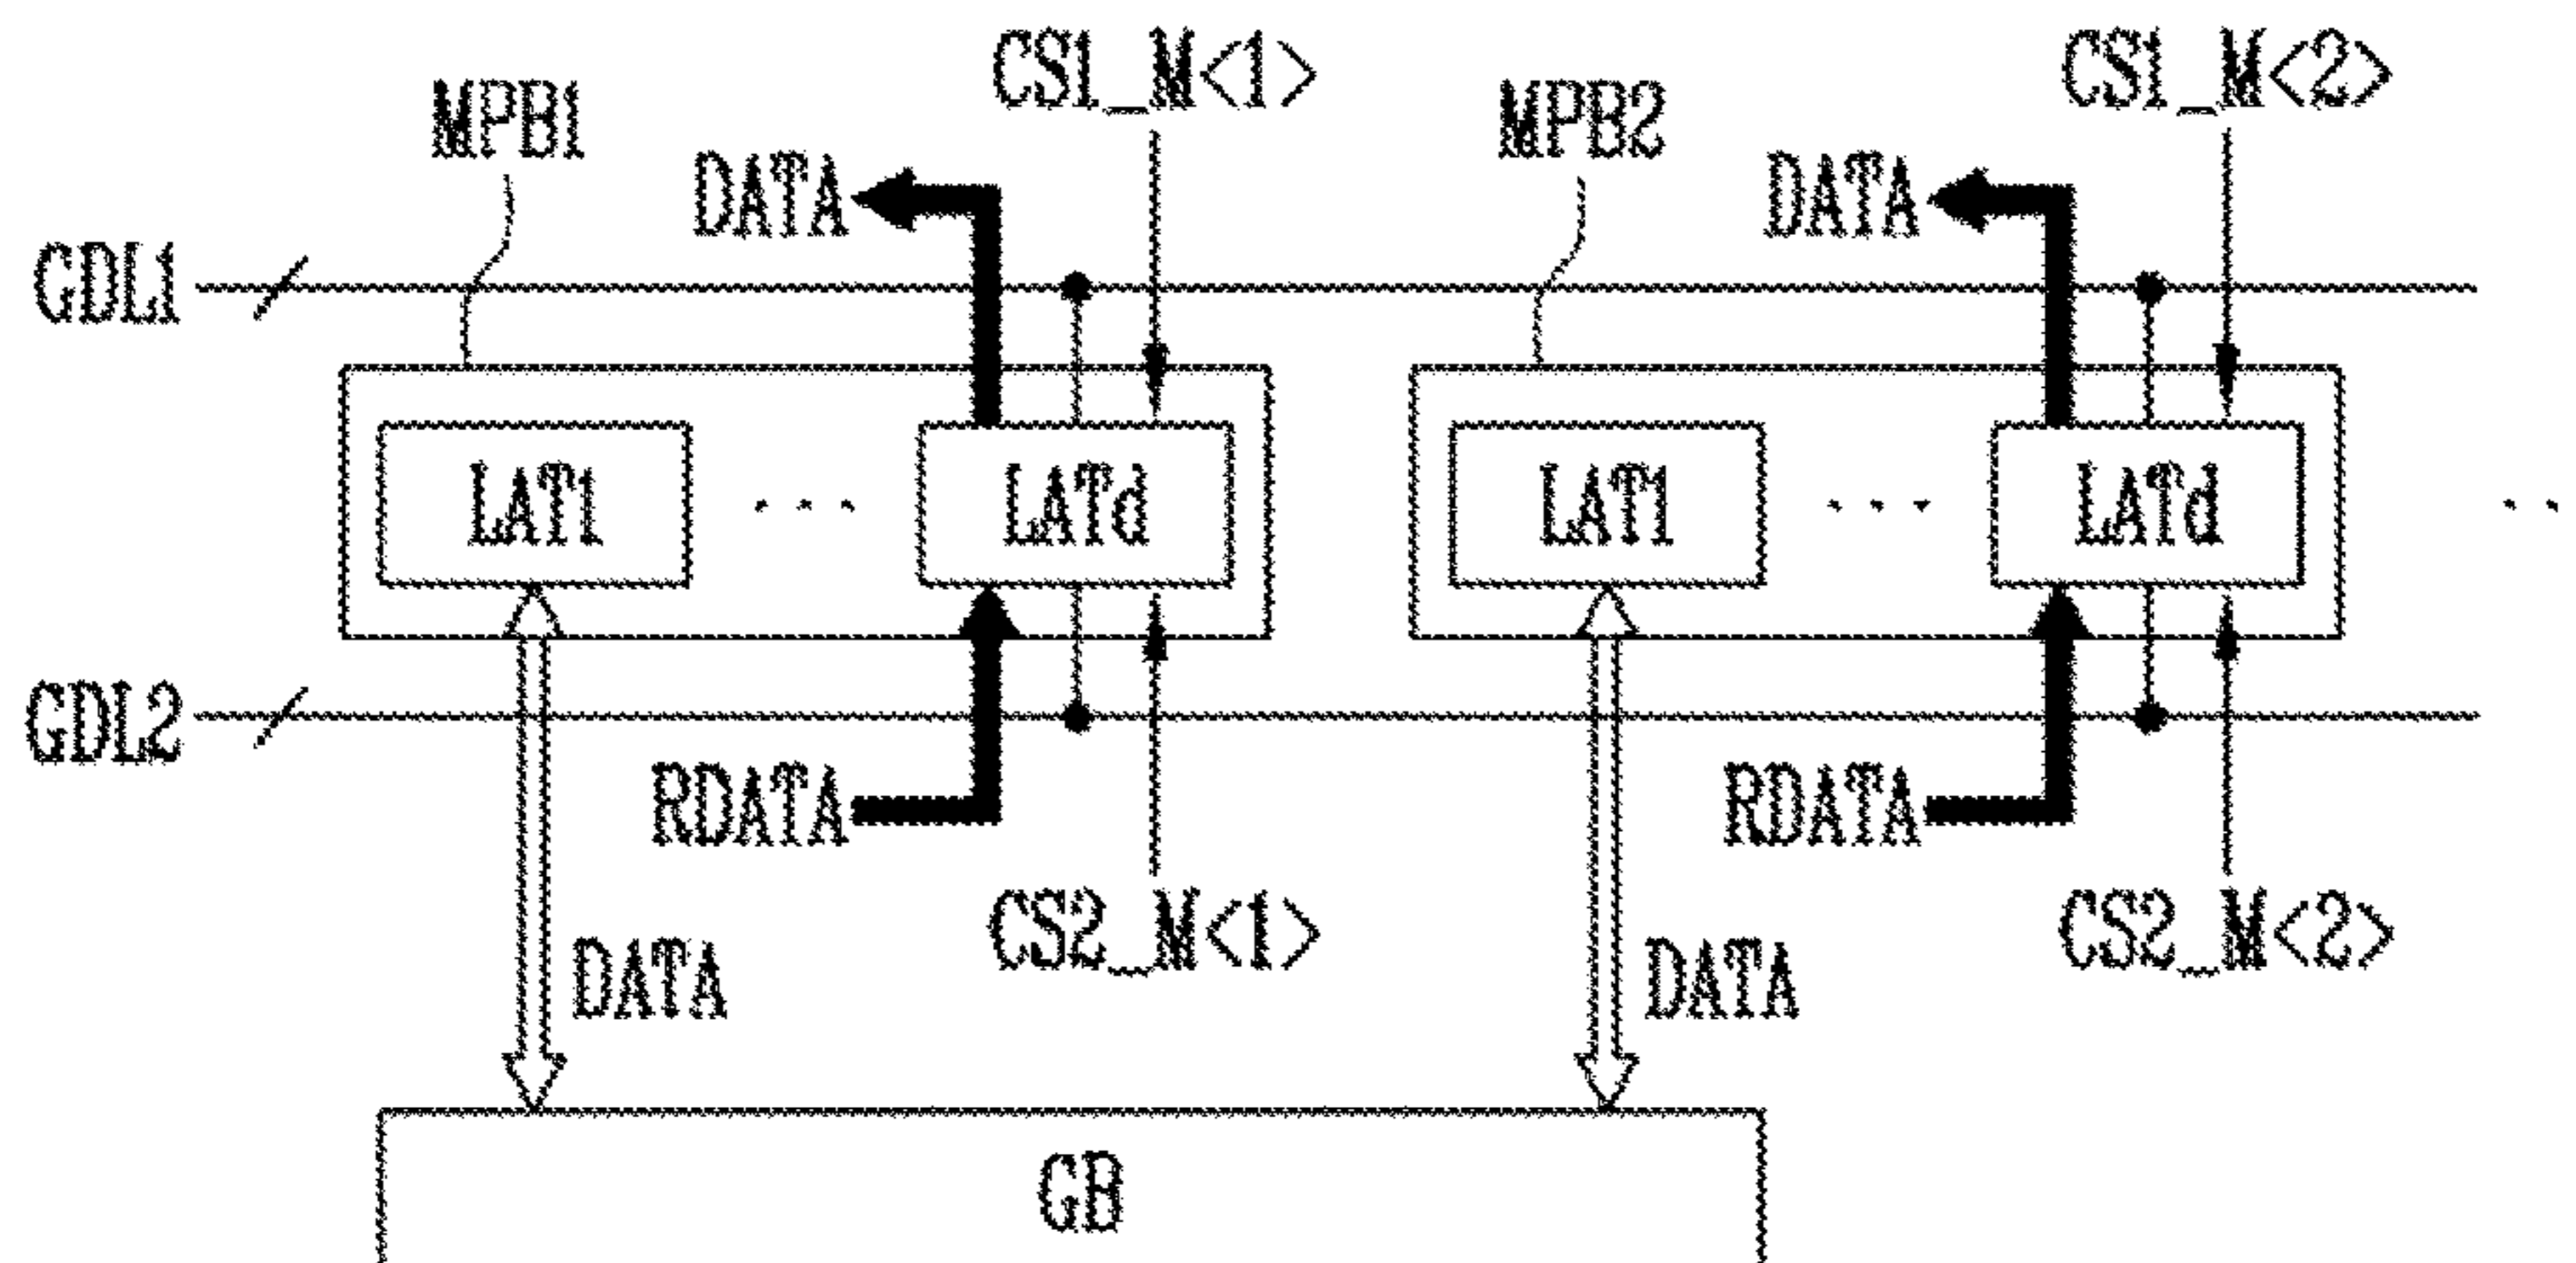 CS1_M<1>
CS1_M<2>
MPB1
MPB2
DATA
DATA
GDL1
LAT1
. . .
LATd
LAT1
. . .
LATd
. .
GDL2
RDATA
RDATA
CS2_M<1>
CS2_M<2>
DATA
DATA
GB